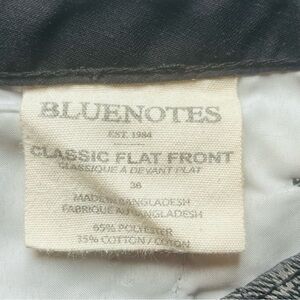 BLUENOTES
EST. 1984
CLASSIC FLAT FRONT
CLASSIQUE A DEVANT PLAT
36
MADE IN BANGLADESH
FABRIQUE AU BANGLADESH
65% POLYESTER
35% COTTON / COTON